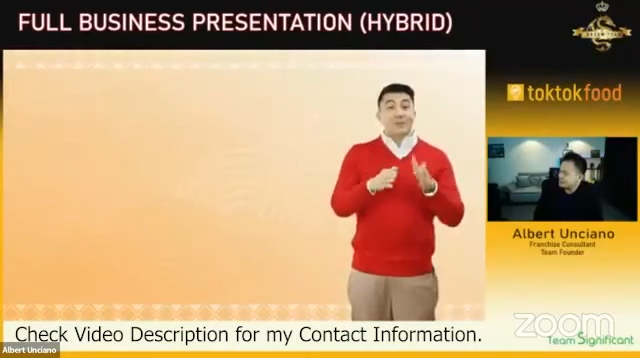 FULL BUSINESS PRESENTATION (HYBRID)
toktokfood
Albert Unciano
Franchise Consultant
Team Founder
zoom
Check Video Description for my Contact Information.
Team Significant
Albert Unciano